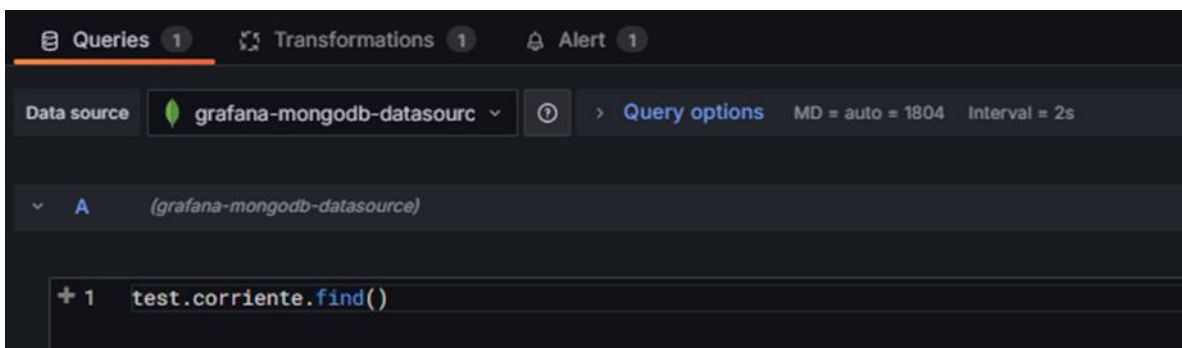 Queries 1 Transformations 1 Alert 1
Data source grafana-mongodb-datasourc Query options MD = auto = 1804 Interval = 2s
A (grafana-mongodb-datasource)
1 test.corriente.find()